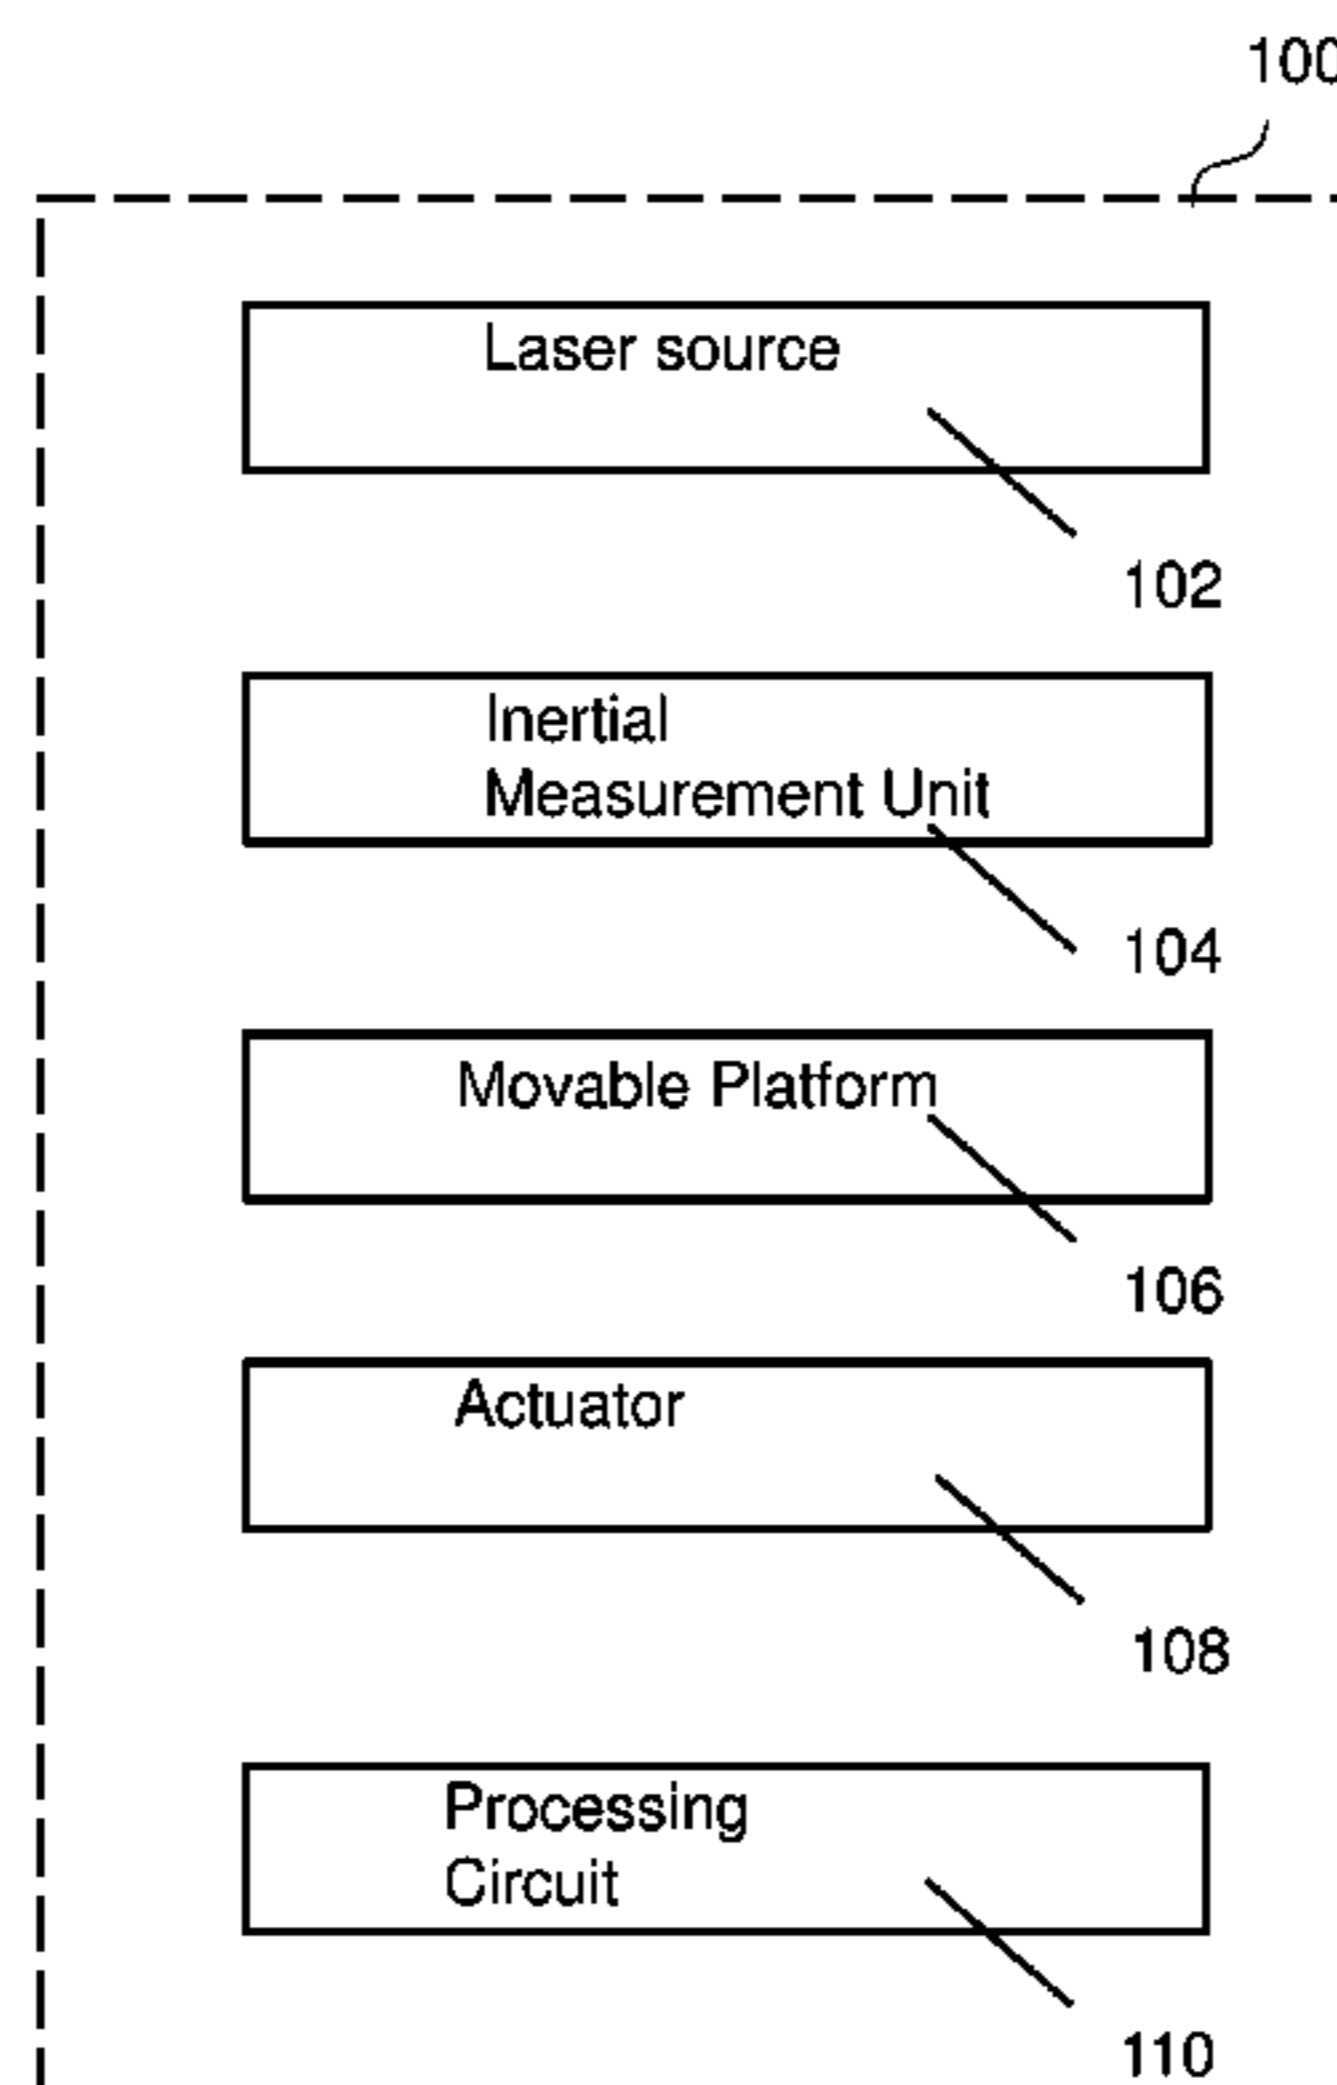 100
Laser source
102
Inertial
Measurement Unit
104
Movable Platform
106
Actuator
108
Processing
Circuit
110